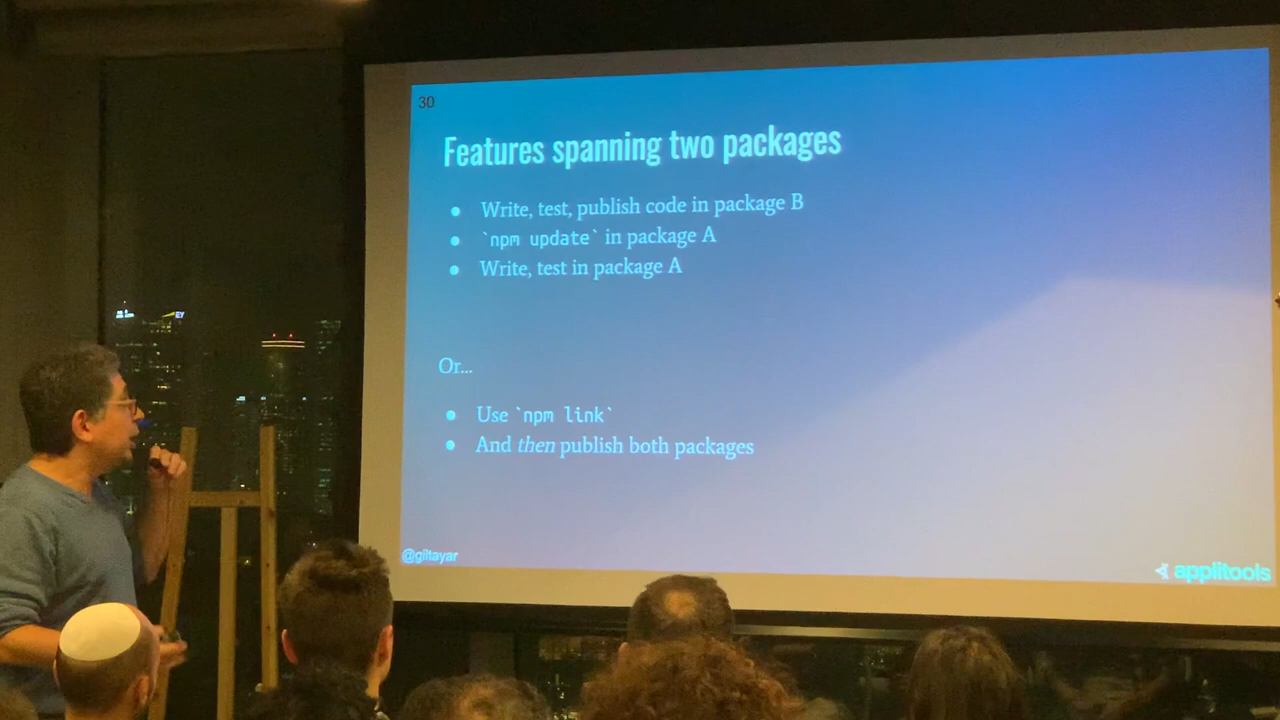 30
Features spanning two packages
● Write, test, publish code in package B
● `npm update` in package A
● Write, test in package A
Or...
● Use `npm link`
● And then publish both packages
@giltayar
applitools
EY